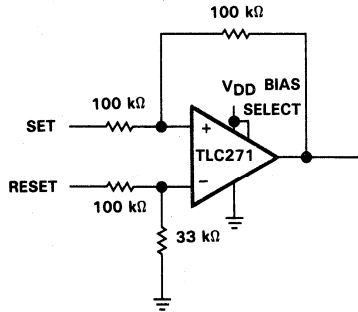 100 kΩ
VDD BIAS
SELECT
100 kΩ
SET
+
TLC271
RESET
−
100 kΩ
33 kΩ